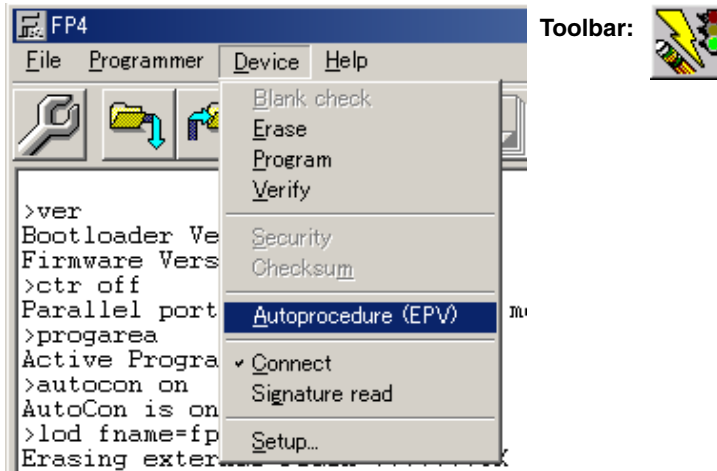 FP4
Toolbar:
File Programmer Device Help
Blank check
Erase
Program
Verify
Security
Checksum
Autoprocedure (EPV)
Connect
Signature read
Setup...
>ver
Bootloader Ve
Firmware Vers
>ctr off
Parallel port
>progarea
Active Progra
>autocon on
AutoCon is on
>lod fname=fp
Erasing exter